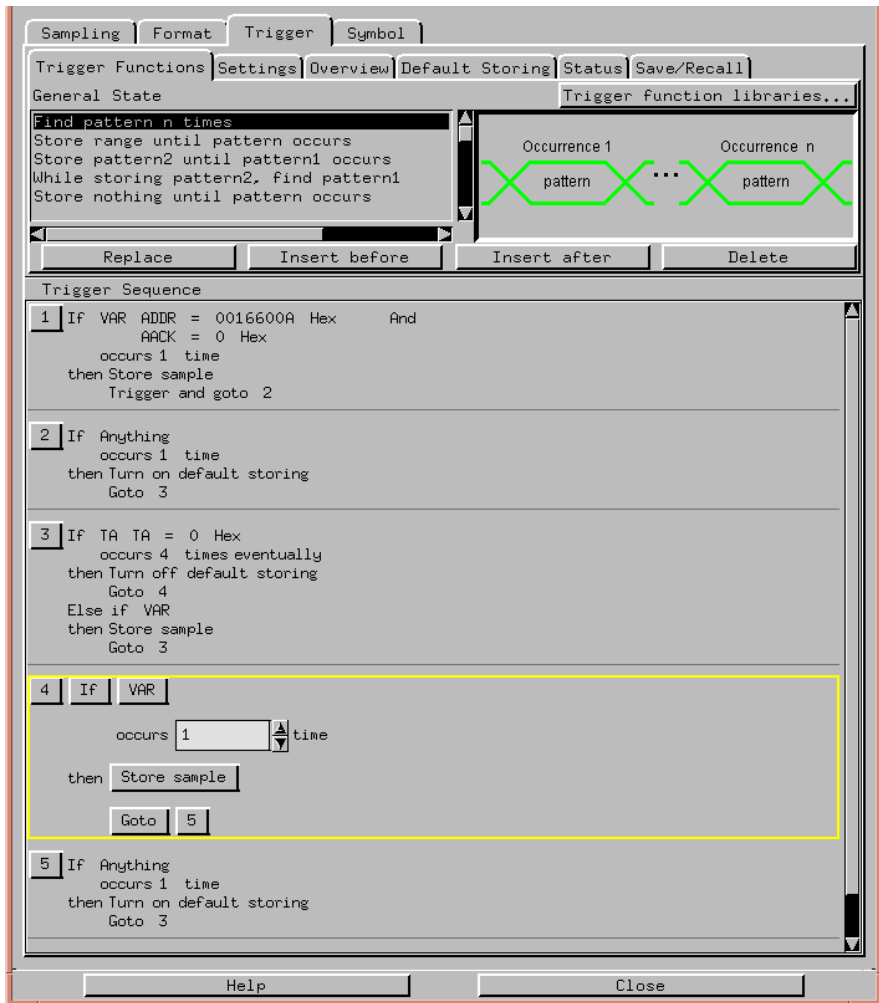 Sampling Format Trigger Symbol
Trigger Functions Settings Overview Default Storing Status Save/Recall
General State Trigger function libraries...
Find pattern n times
Store range until pattern occurs
Store pattern2 until pattern1 occurs
While storing pattern2, find pattern1
Store nothing until pattern occurs
Occurrence 1 Occurrence n
pattern ... pattern
Replace Insert before Insert after Delete
Trigger Sequence
1 If VAR ADDR = 0016600A Hex And
AACK = 0 Hex
occurs 1 time
then Store sample
Trigger and goto 2
2 If Anything
occurs 1 time
then Turn on default storing
Goto 3
3 If TA TA = 0 Hex
occurs 4 times eventually
then Turn off default storing
Goto 4
Else if VAR
then Store sample
Goto 3
4 If VAR
occurs 1 time
then Store sample
Goto 5
5 If Anything
occurs 1 time
then Turn on default storing
Goto 3
Help Close